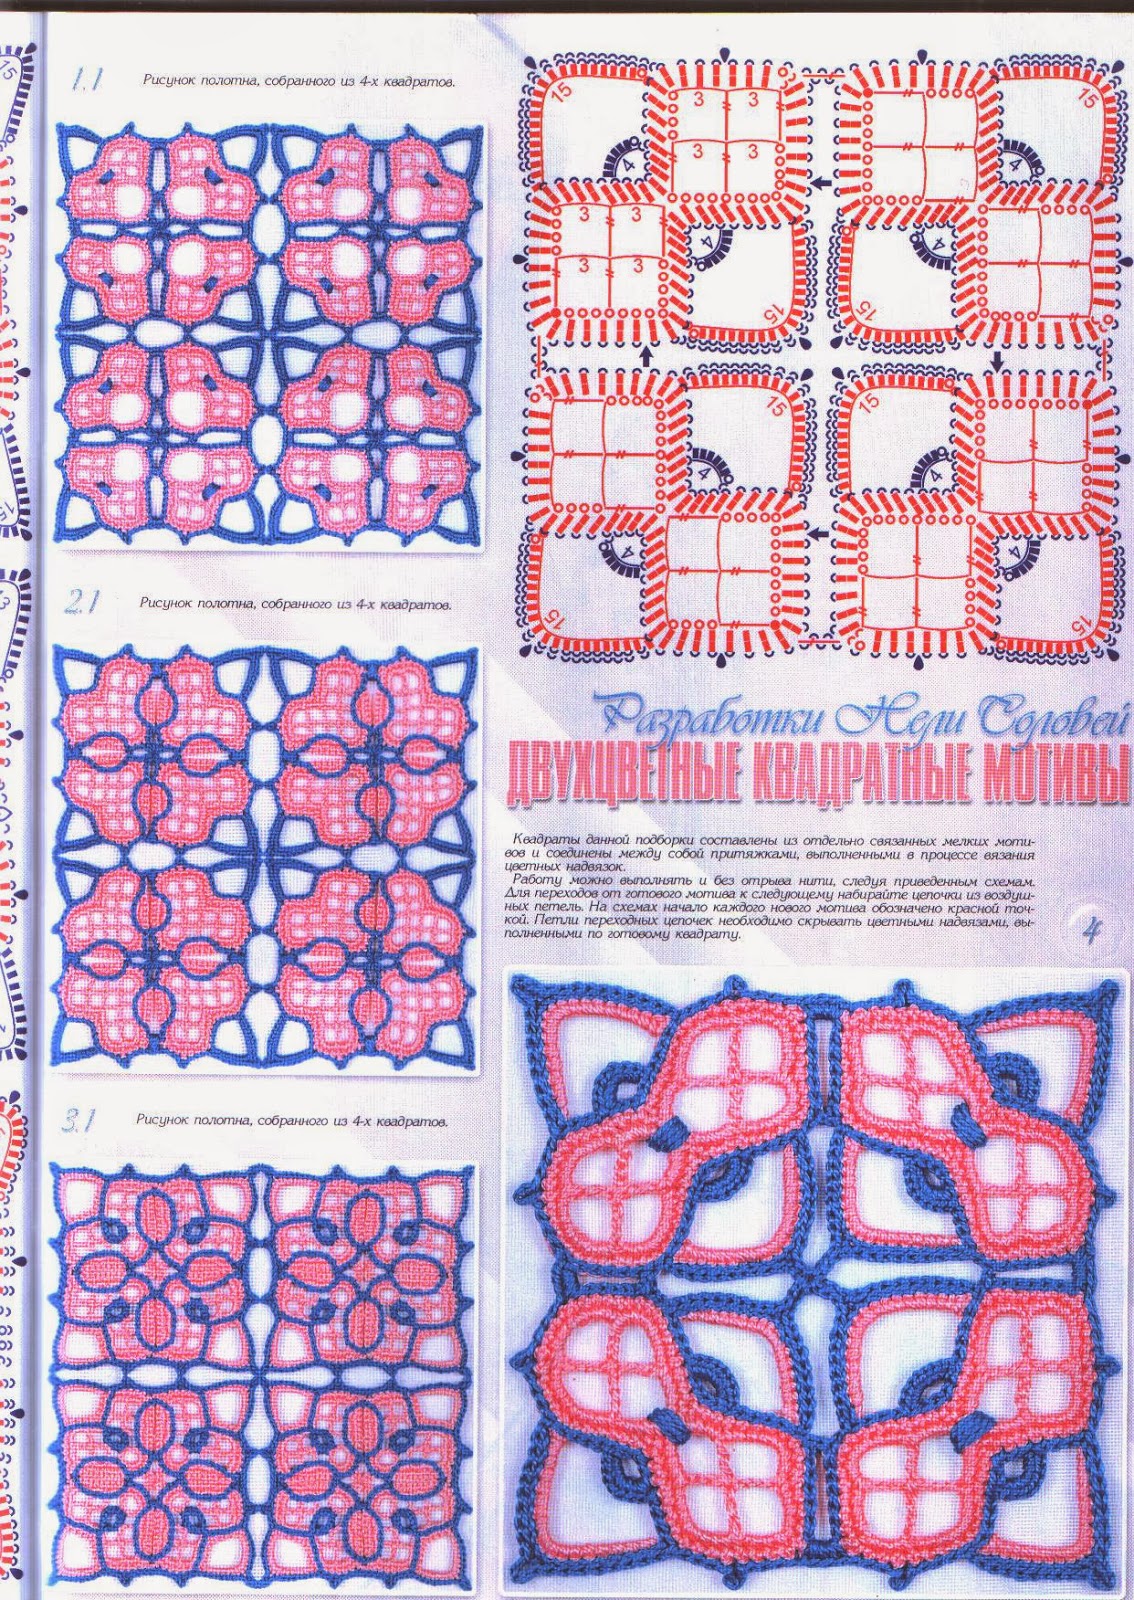 1.1
Рисунок полотна, собранного из 4-х квадратов.
2.1
Рисунок полотна, собранного из 4-х квадратов.
3.1
Рисунок полотна, собранного из 4-х квадратов.
15
3 3
3 3
4
3 3
3 3
4
15
15
4
4
15
15
4
4
15
15
4
4
15
Разработки Нели Соловей
ДВУХЦВЕТНЫЕ КВАДРАТНЫЕ МОТИВЫ
Квадраты данной подборки составлены из отдельно связанных мелких моти-
вов и соединены между собой притяжками, выполненными в процессе вязания
цветных надвязок.
Работу можно выполнять и без отрыва нити, следуя приведенным схемам.
Для переходов от готового мотива к следующему набирайте цепочки из воздуш-
ных петель. На схемах начало каждого нового мотива обозначено красной точ-
кой. Петли переходных цепочек необходимо скрывать цветными надвязами, вы-
полненными по готовому квадрату.
4